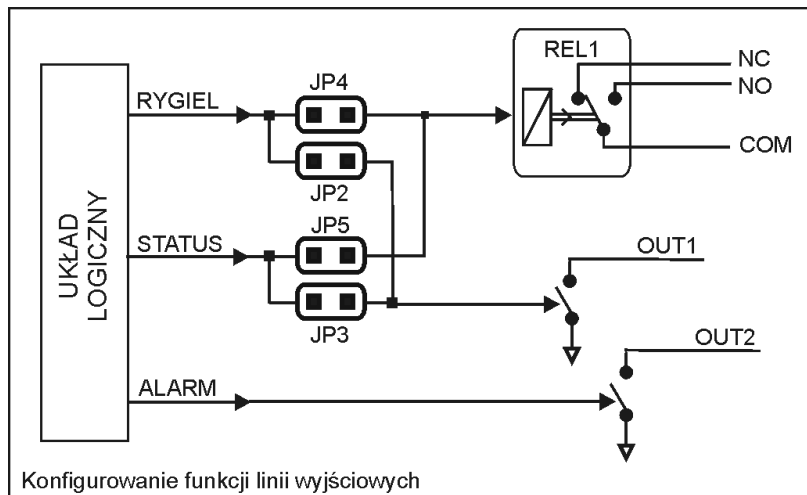 REL1
NC
NO
COM
JP4
RYGIEL
JP2
JP5
STATUS
JP3
OUT1
OUT2
ALARM
UKŁAD
LOGICZNY
Konfigurowanie funkcji linii wyjściowych